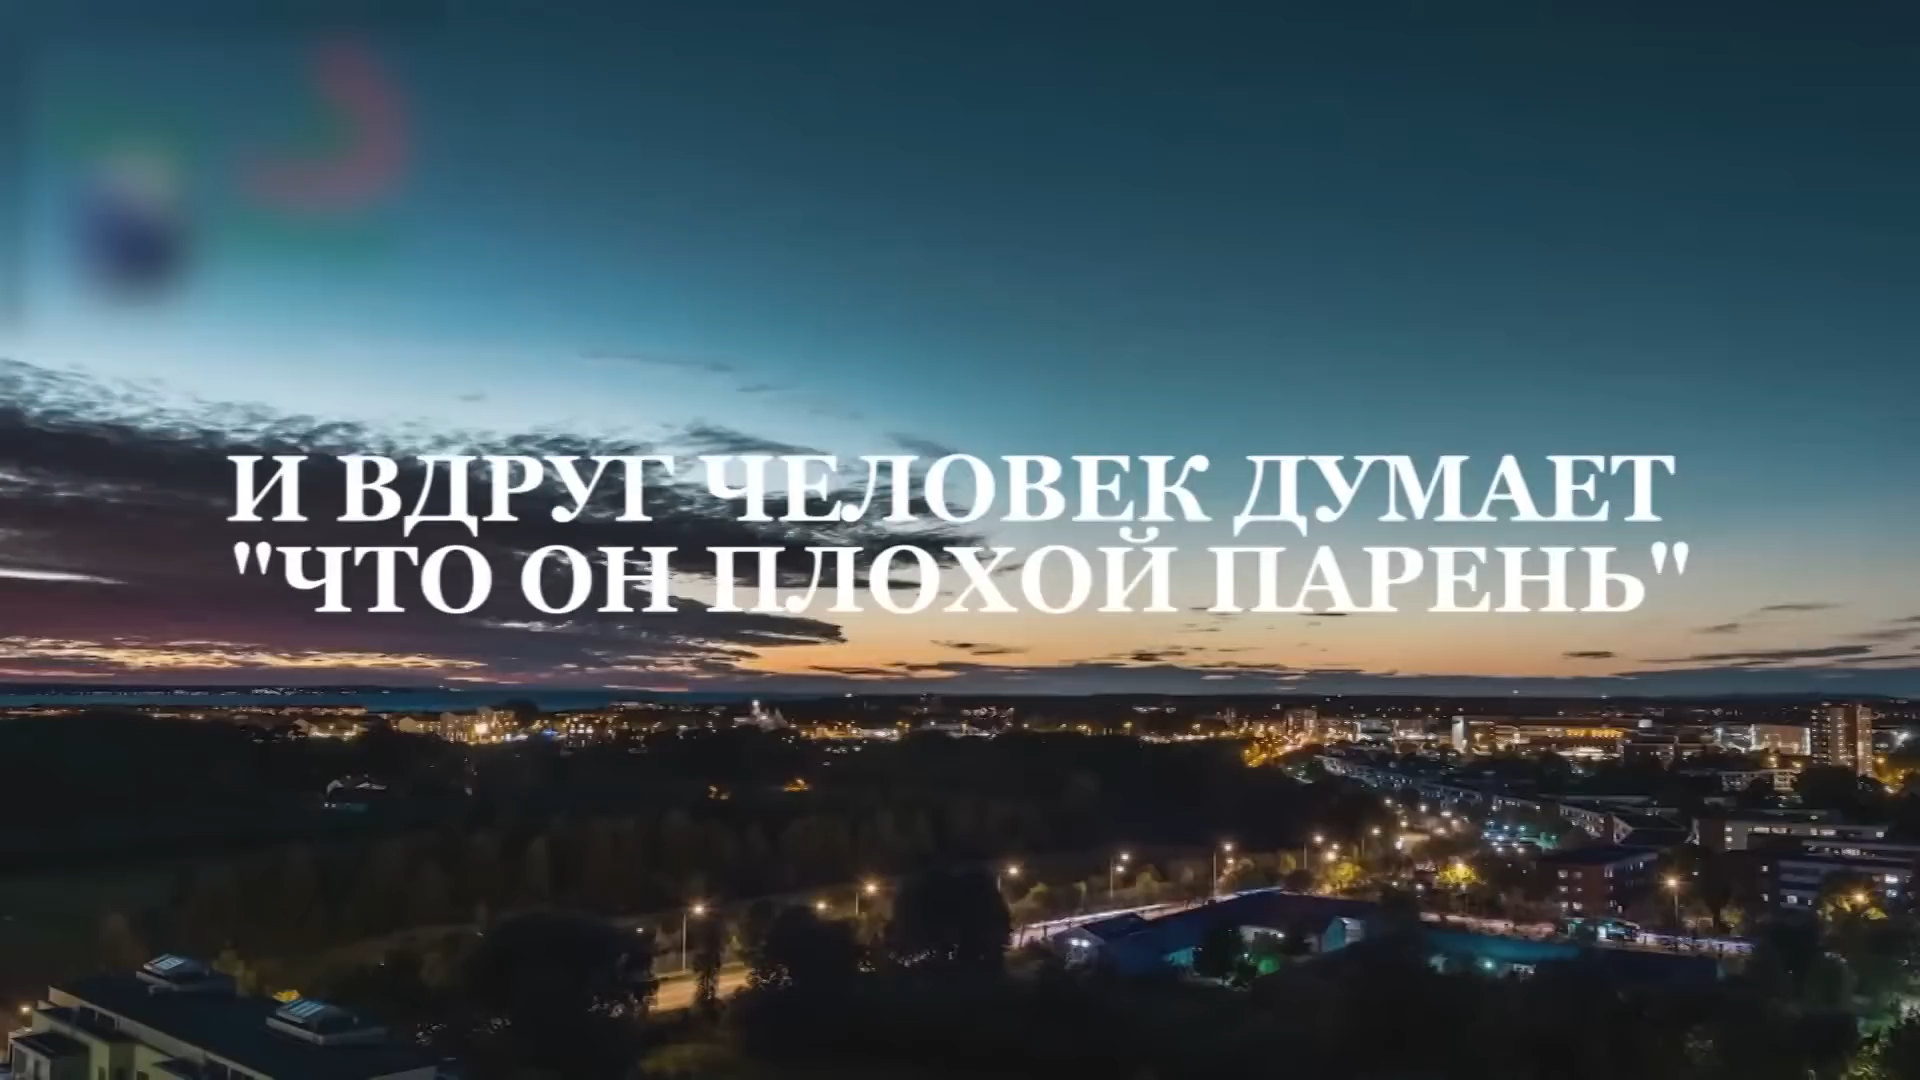 И ВДРУГ ЧЕЛОВЕК ДУМАЕТ
"ЧТО ОН ПЛОХОЙ ПАРЕНЬ"